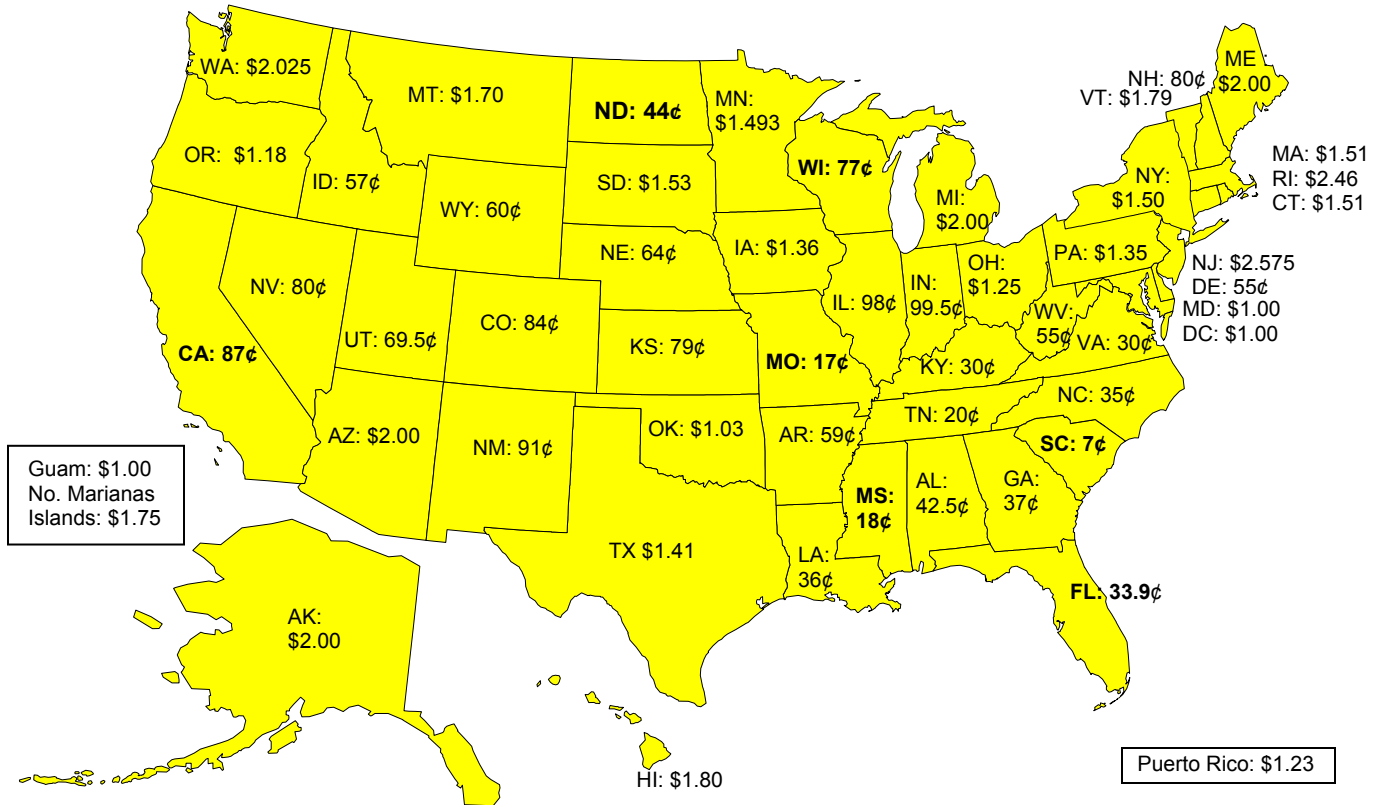 WA: $2.025
MT: $1.70
ND: 44¢
MN:
$1.493
NH: 80¢
VT: $1.79
ME
$2.00
OR: $1.18
ID: 57¢
WY: 60¢
SD: $1.53
WI: 77¢
MI:
$2.00
NY:
$1.50
MA: $1.51
RI: $2.46
CT: $1.51
NV: 80¢
UT: 69.5¢
CO: 84¢
NE: 64¢
IA: $1.36
IL: 98¢
IN:
99.5¢
OH:
$1.25
PA: $1.35
NJ: $2.575
DE: 55¢
MD: $1.00
DC: $1.00
CA: 87¢
KS: 79¢
MO: 17¢
KY: 30¢
WV:
55¢
VA: 30¢
AZ: $2.00
NM: 91¢
OK: $1.03
AR: 59¢
TN: 20¢
NC: 35¢
SC: 7¢
Guam: $1.00
No. Marianas
Islands: $1.75
TX $1.41
LA:
36¢
MS:
18¢
AL:
42.5¢
GA:
37¢
FL: 33.9¢
AK:
$2.00
HI: $1.80
Puerto Rico: $1.23